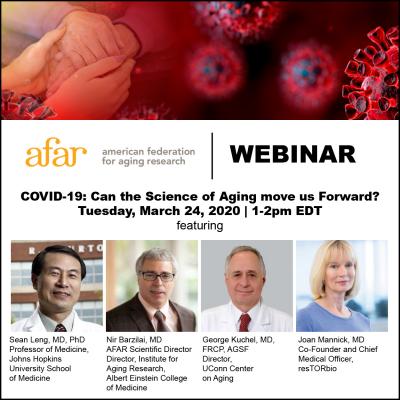 afar
american federation
for aging research
WEBINAR
COVID-19: Can the Science of Aging move us Forward?
Tuesday, March 24, 2020 | 1-2pm EDT
featuring
Sean Leng, MD, PhD
Professor of Medicine,
Johns Hopkins
University School
of Medicine
Nir Barzilai, MD
AFAR Scientific Director
Director, Institute for
Aging Research,
Albert Einstein College
of Medicine
George Kuchel, MD,
FRCP, AGSF
Director,
UConn Center
on Aging
Joan Mannick, MD
Co-Founder and Chief
Medical Officer,
resTORbio